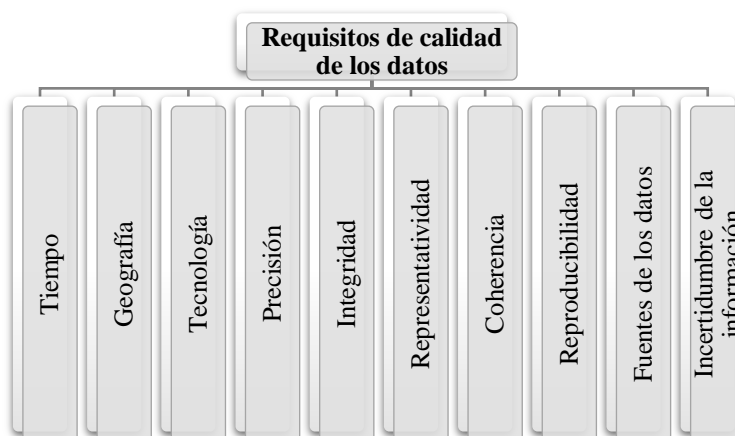 Requisitos de calidad
de los datos
Tiempo
Geografía
Tecnología
Precisión
Integridad
Representatividad
Coherencia
Reproducibilidad
Fuentes de los datos
Incertidumbre de la
información